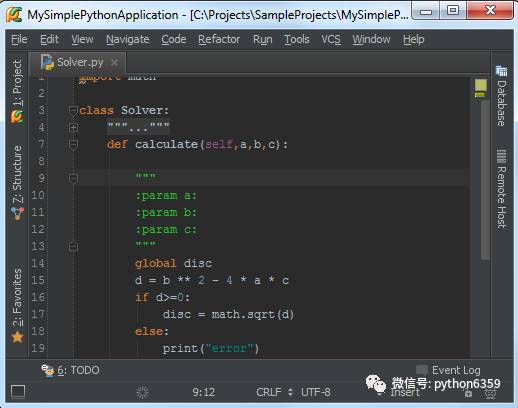 MySimplePythonApplication - [C:\Projects\SampleProjects\MySimpleP...
File Edit View Navigate Code Refactor Run Tools VCS Window Help
Solver.py
1: Project
7: Structure
2: Favorites
1 import math
2
3 class Solver:
4 """..."""
7 def calculate(self,a,b,c):
8
9 """
10 :param a:
11 :param b:
12 :param c:
13 """
14 global disc
15 d = b ** 2 - 4 * a * c
16 if d>=0:
17 disc = math.sqrt(d)
18 else:
19 print("error")
Database
Remote Host
6: TODO
Event Log
9:12 CRLF UTF-8 Insert
微信号: python6359